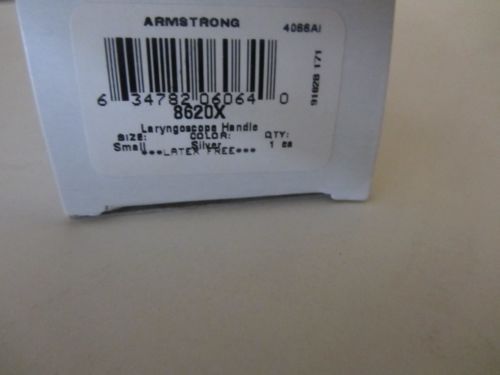 ARMSTRONG 4066AI
6 34782 06064 0
8620X
Laryngoscope Handle
SIZE: COLOR: QTY:
Small Silver 1 ea
***LATEX FREE***
91028 171